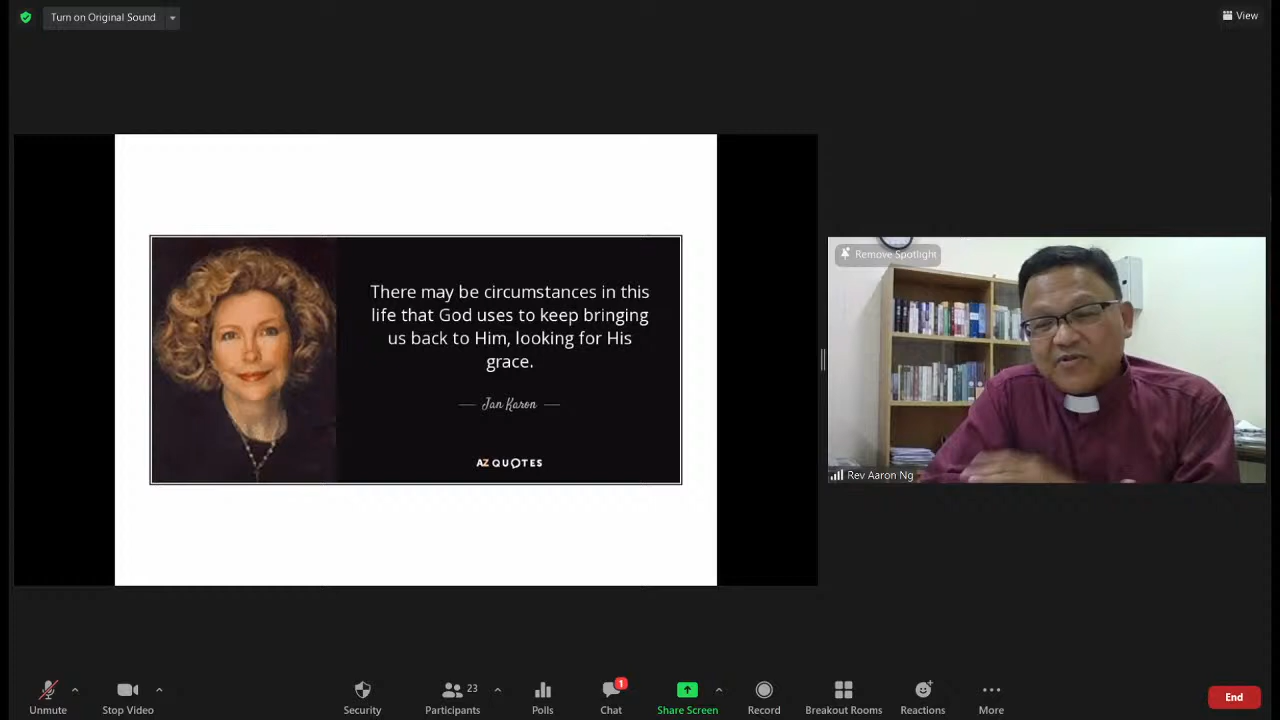 Turn on Original Sound
View
There may be circumstances in this
life that God uses to keep bringing
us back to Him, looking for His
grace.
Jan Karon
AZ QUOTES
Remove Spotlight
Rev Aaron Ng
Unmute
Stop Video
Security
23
Participants
Polls
1
Chat
Share Screen
Record
Breakout Rooms
Reactions
More
End